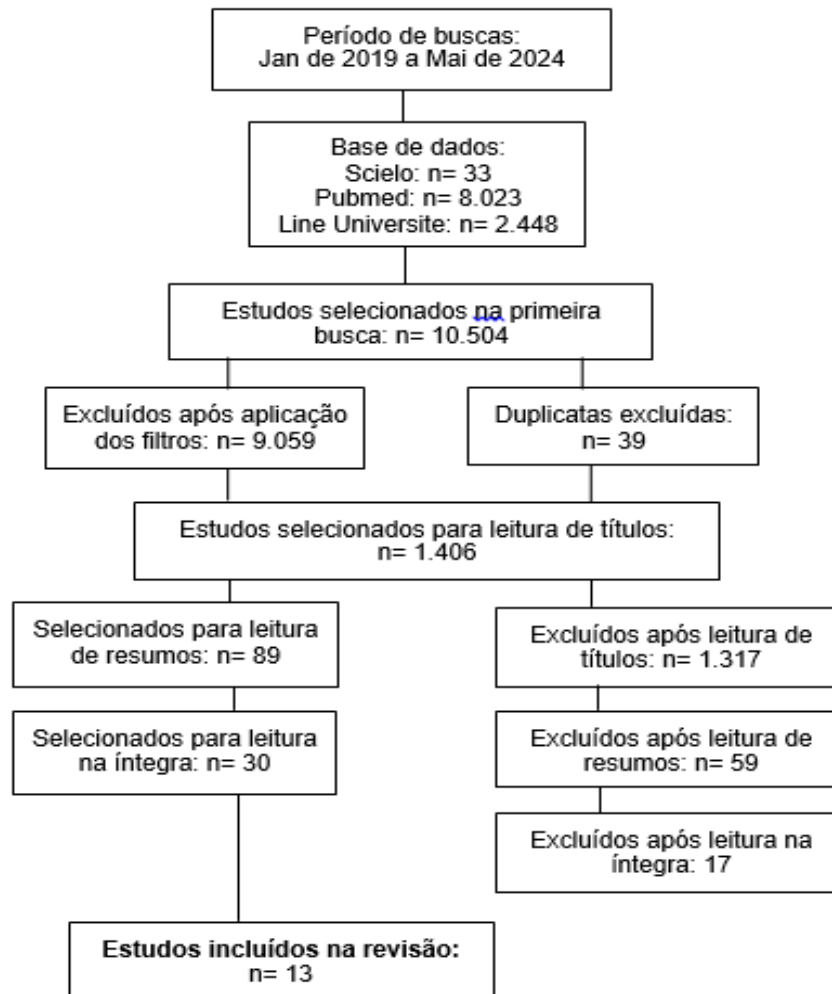 Período de buscas:
Jan de 2019 a Mai de 2024
Base de dados:
Scielo: n= 33
Pubmed: n= 8.023
Line Universite: n= 2.448
Estudos selecionados na primeira
busca: n= 10.504
Excluídos após aplicação
dos filtros: n= 9.059
Duplicatas excluídas:
n= 39
Estudos selecionados para leitura de títulos:
n= 1.406
Selecionados para leitura
de resumos: n= 89
Excluídos após leitura de
títulos: n= 1.317
Selecionados para leitura
na íntegra: n= 30
Excluídos após leitura de
resumos: n= 59
Excluídos após leitura na
íntegra: 17
Estudos incluídos na revisão:
n= 13